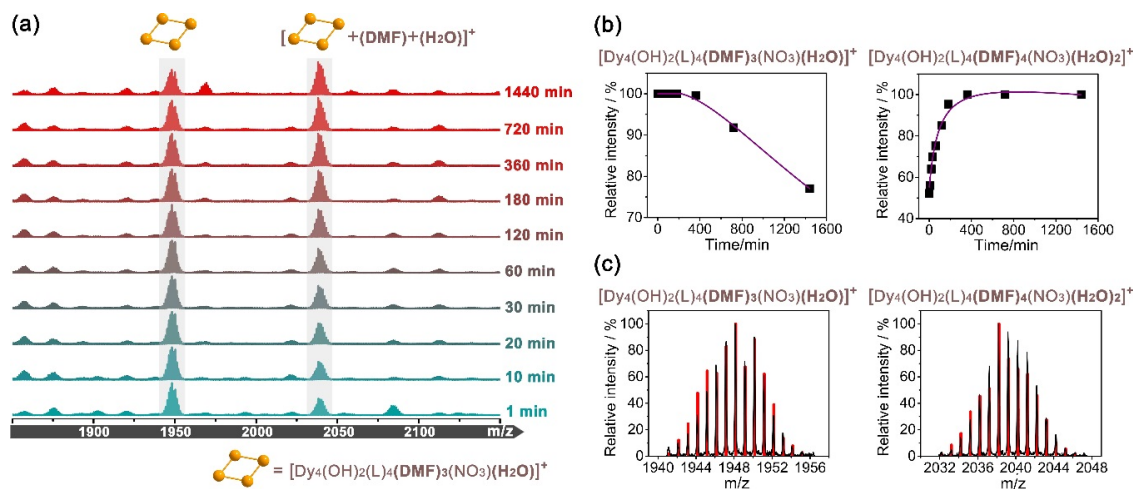 (a)
[ +(DMF)+(H₂O)]⁺
1440 min
720 min
360 min
180 min
120 min
60 min
30 min
20 min
10 min
1 min
1900 1950 2000 2050 2100 m/z
= [Dy₄(OH)₂(L)₄(DMF)₃(NO₃)(H₂O)]⁺
(b)
[Dy₄(OH)₂(L)₄(DMF)₃(NO₃)(H₂O)]⁺
Relative intensity / %
100
90
80
70
0 400 800 1200 1600
Time/min
[Dy₄(OH)₂(L)₄(DMF)₄(NO₃)(H₂O)₂]⁺
Relative intensity / %
100
80
60
40
0 400 800 1200 1600
Time/min
(c)
[Dy₄(OH)₂(L)₄(DMF)₃(NO₃)(H₂O)]⁺
Relative intensity / %
100
80
60
40
20
0
1940 1944 1948 1952 1956
m/z
[Dy₄(OH)₂(L)₄(DMF)₄(NO₃)(H₂O)₂]⁺
Relative intensity / %
100
80
60
40
20
0
2032 2036 2040 2044 2048
m/z